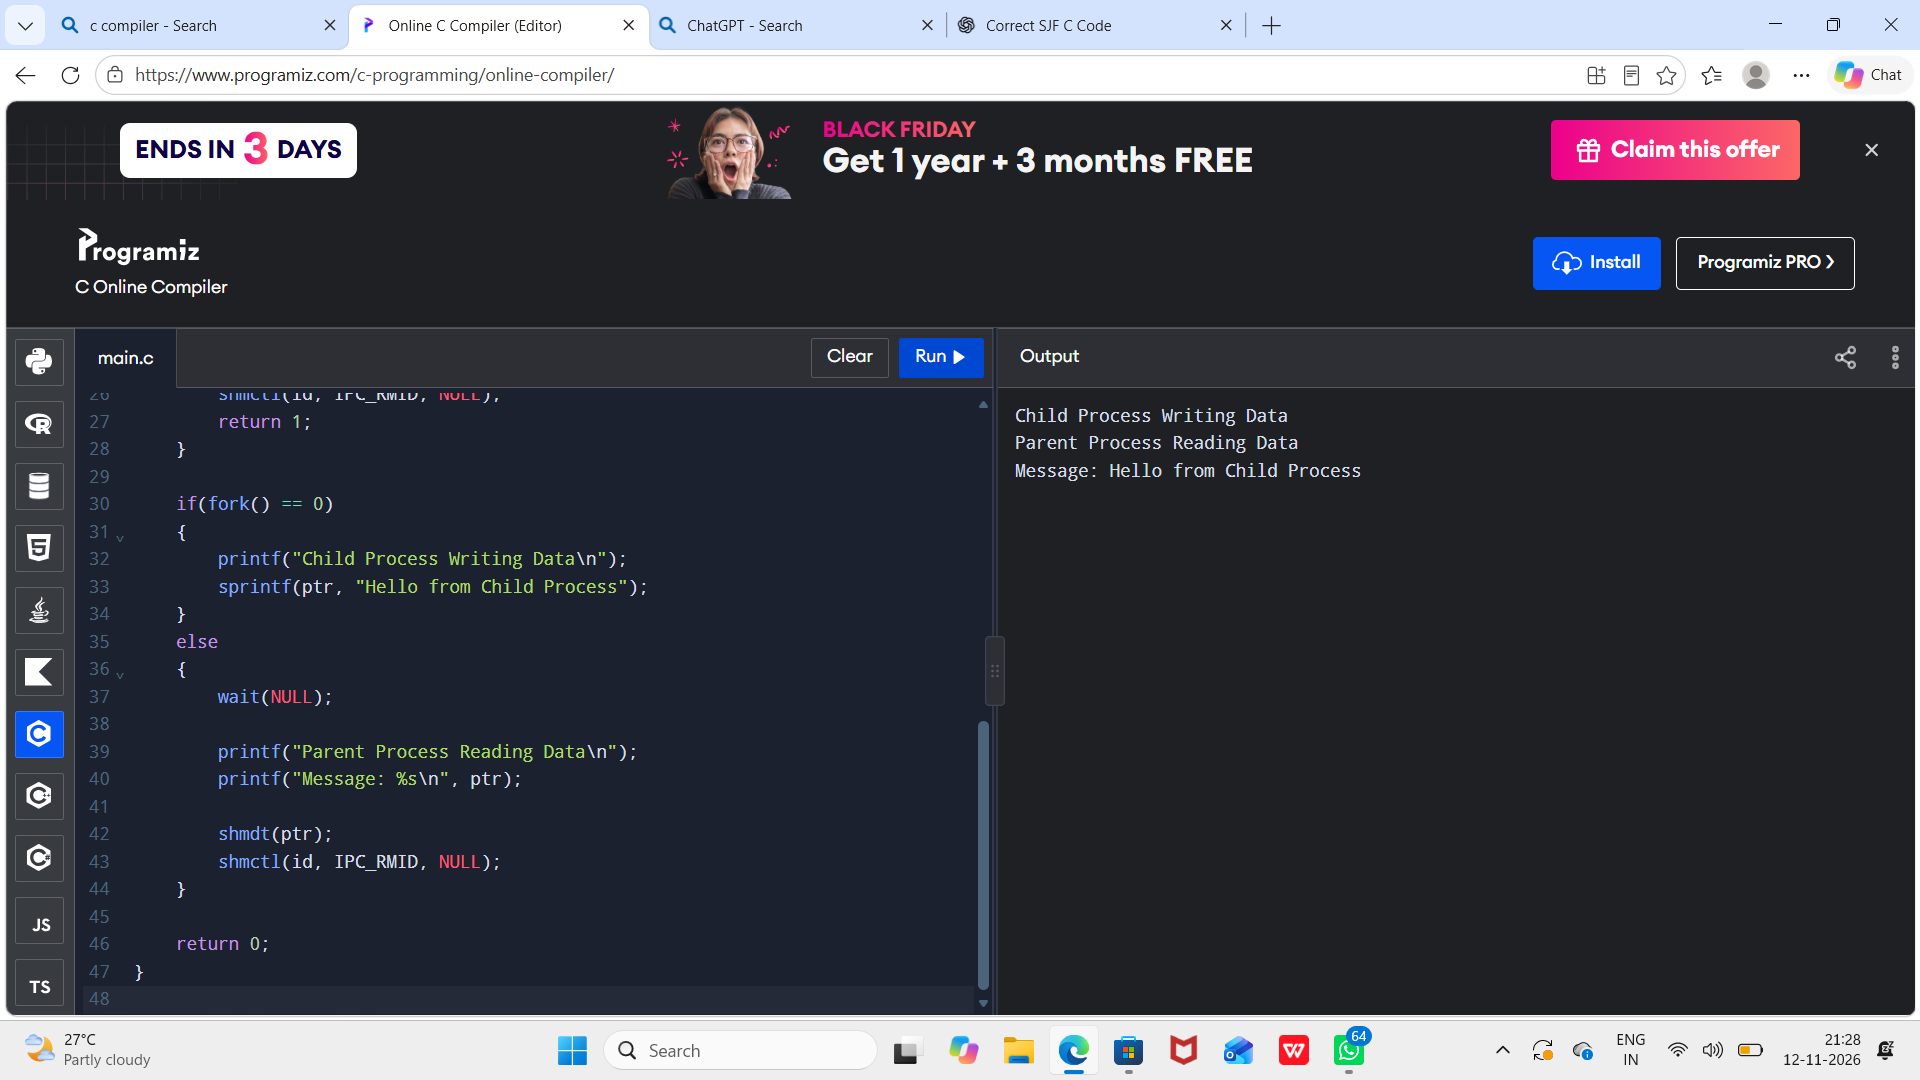 c compiler - Search
Online C Compiler (Editor)
ChatGPT - Search
Correct SJF C Code
https://www.programiz.com/c-programming/online-compiler/
Chat
ENDS IN 3 DAYS
BLACK FRIDAY
Get 1 year + 3 months FREE
Claim this offer
Programiz
C Online Compiler
Install
Programiz PRO
main.c
Clear
Run
Output
26 shmctl(id, IPC_RMID, NULL);
27 return 1;
28 }
29
30 if(fork() == 0)
31 {
32 printf("Child Process Writing Data\n");
33 sprintf(ptr, "Hello from Child Process");
34 }
35 else
36 {
37 wait(NULL);
38
39 printf("Parent Process Reading Data\n");
40 printf("Message: %s\n", ptr);
41
42 shmdt(ptr);
43 shmctl(id, IPC_RMID, NULL);
44 }
45
46 return 0;
47 }
48
Child Process Writing Data
Parent Process Reading Data
Message: Hello from Child Process
R
5
C
C++
C#
JS
TS
27°C
Partly cloudy
Search
W
64
ENG
IN
21:28
12-11-2026